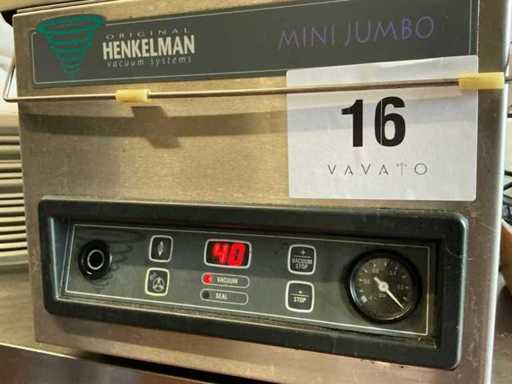 ORIGINAL
HENKELMAN
vacuum systems
MINI JUMBO
16
VAVATO
40
+
VACUUM
STOP
VACUUM
SEAL
STOP